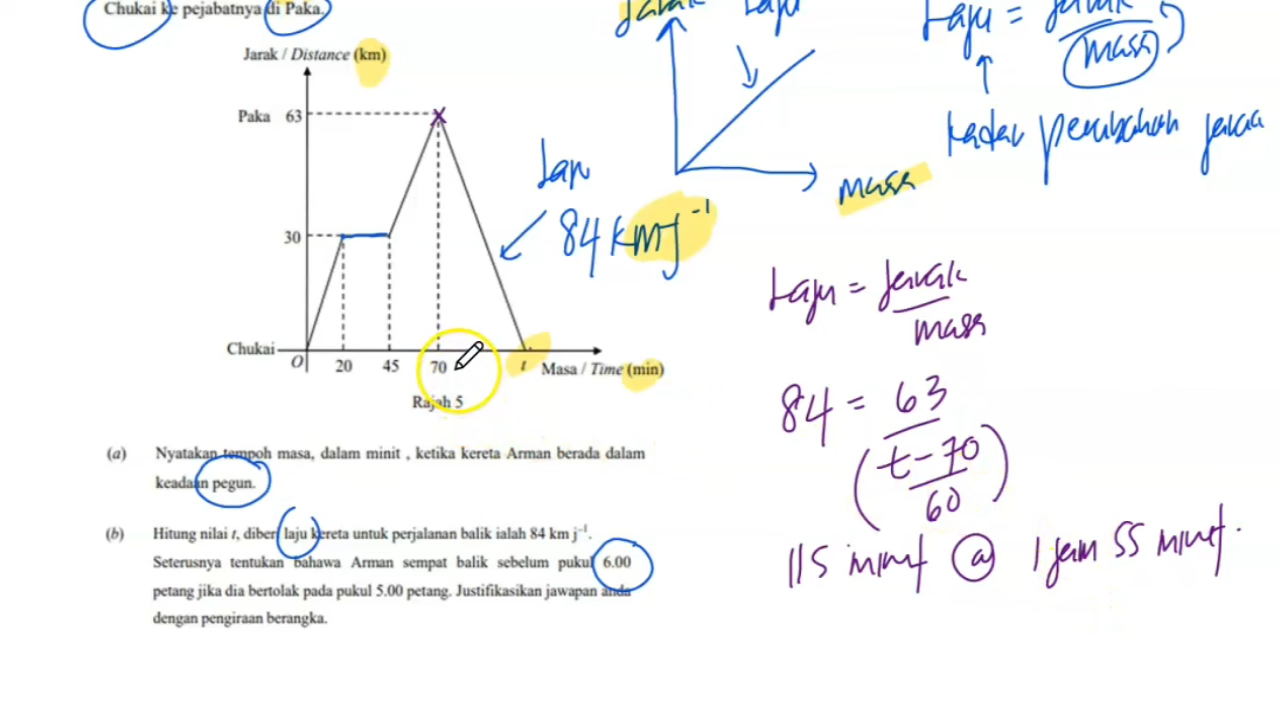 Chukai ke pejabatnya di Paka.
Jarak Laju
Laju = jarak
masa
kadar perubahan jarak
Jarak / Distance (km)
Paka 63
30
Chukai
O 20 45 70 t Masa / Time (min)
Rajah 5
masa
Laju
84 kmj⁻¹
Laju = Jarak
masa
84 = 63
(t - 70
60)
115 minit @ 1 jam 55 minit.
(a) Nyatakan tempoh masa, dalam minit , ketika kereta Arman berada dalam
keadaan pegun.
(b) Hitung nilai t, diberi laju kereta untuk perjalanan balik ialah 84 km j⁻¹.
Seterusnya tentukan bahawa Arman sempat balik sebelum pukul 6.00
petang jika dia bertolak pada pukul 5.00 petang. Justifikasikan jawapan anda
dengan pengiraan berangka.